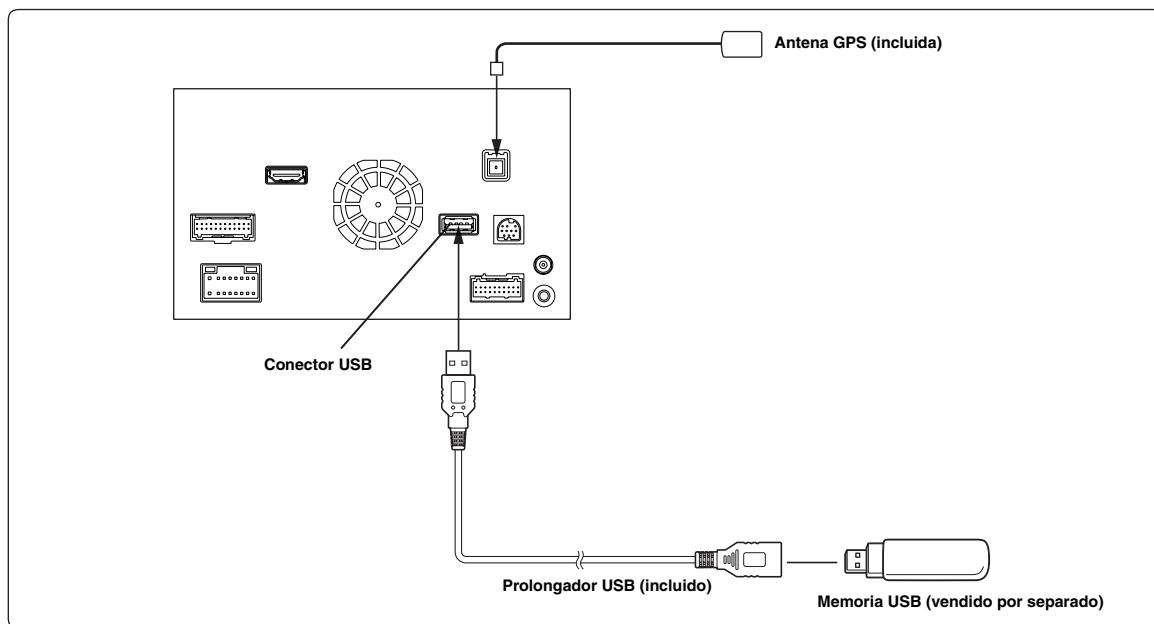 Antena GPS (incluida)
Conector USB
Prolongador USB (incluido)
Memoria USB (vendido por separado)